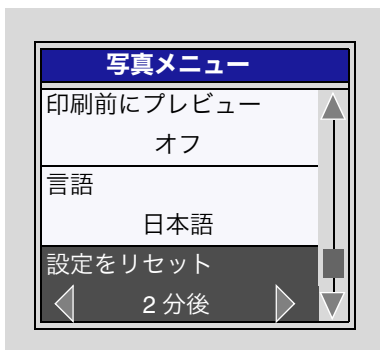 写真メニュー
印刷前にプレビュー
オフ
言語
日本語
設定をリセット
2 分後